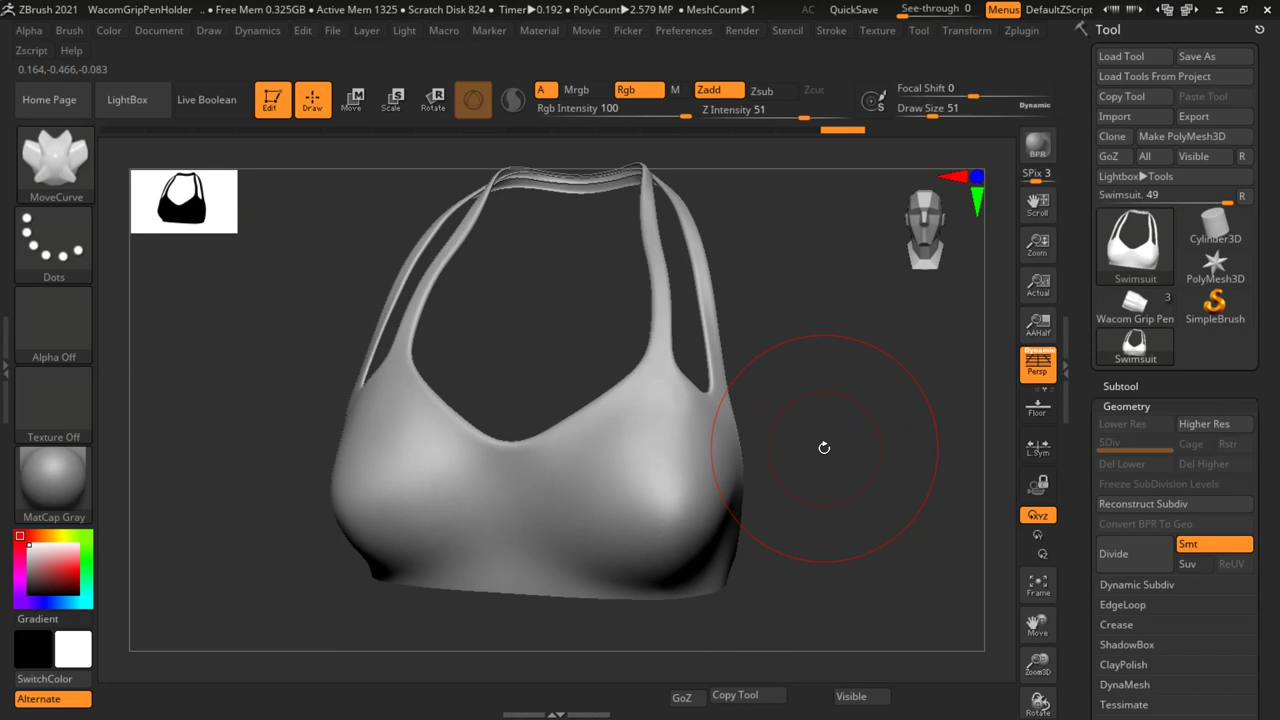 ZBrush 2021 WacomGripPenHolder .. • Free Mem 0.325GB • Active Mem 1325 • Scratch Disk 824 • Timer▶0.192 • PolyCount▶2.579 MP • MeshCount▶1 AC QuickSave See-through 0 Menus DefaultZScript
Alpha Brush Color Document Draw Dynamics Edit File Layer Light Macro Marker Material Movie Picker Preferences Render Stencil Stroke Texture Tool Transform Zplugin
Zscript Help
0.164,-0.466,-0.083
Home Page LightBox Live Boolean Edit Draw Move Scale Rotate
A Mrgb Rgb M Zadd Zsub Zcut Focal Shift 0
Rgb Intensity 100 Z Intensity 51 Draw Size 51 Dynamic
MoveCurve
Dots
Alpha Off
Texture Off
MatCap Gray
Gradient
SwitchColor
Alternate
BPR
SPix 3
Scroll
Zoom
Actual
AAHalf
Dynamic
Persp
Floor
L.Sym
XYZ
Frame
Move
Zoom3D
Rotate
GoZ Copy Tool Visible
Tool
Load Tool Save As
Load Tools From Project
Copy Tool Paste Tool
Import Export
Clone Make PolyMesh3D
GoZ All Visible R
Lightbox▶Tools
Swimsuit. 49 R
Swimsuit Cylinder3D
PolyMesh3D
3
Wacom Grip Pen SimpleBrush
Swimsuit
Subtool
Geometry
Lower Res Higher Res
SDiv Cage Rstr
Del Lower Del Higher
Freeze SubDivision Levels
Reconstruct Subdiv
Convert BPR To Geo
Divide Smt
Suv ReUV
Dynamic Subdiv
EdgeLoop
Crease
ShadowBox
ClayPolish
DynaMesh
Tessimate